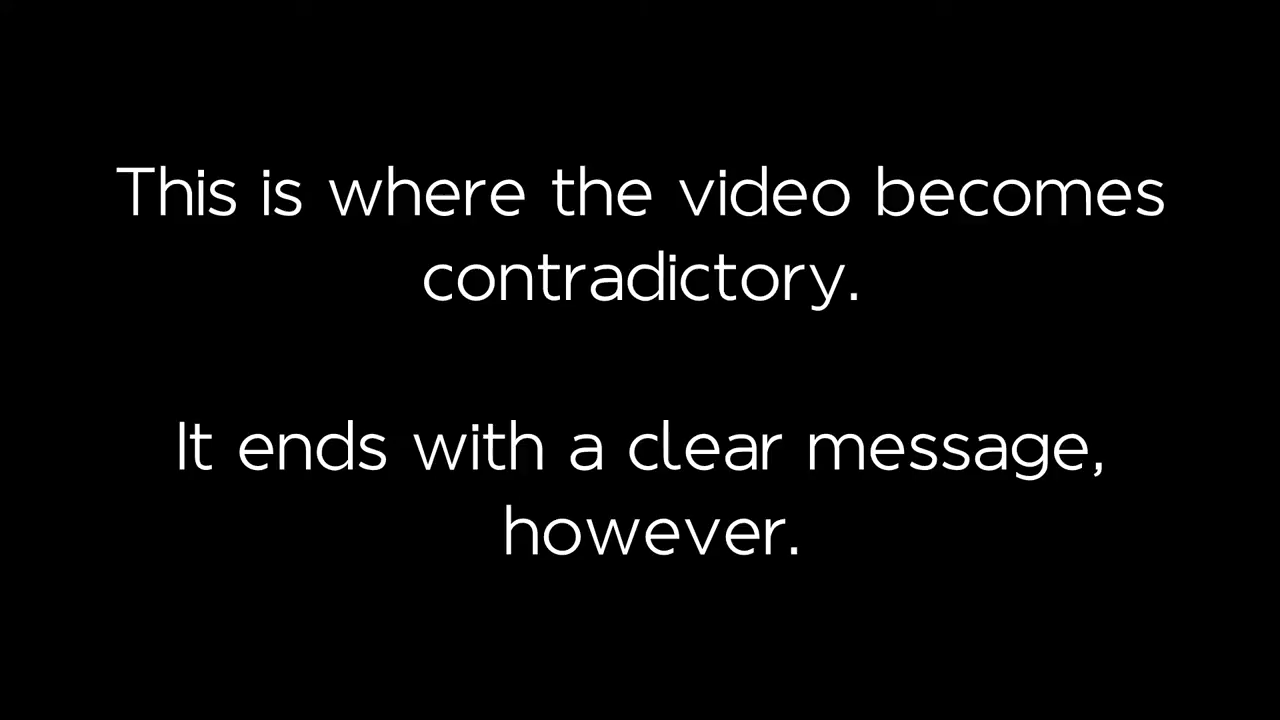 This is where the video becomes
contradictory.
It ends with a clear message,
however.